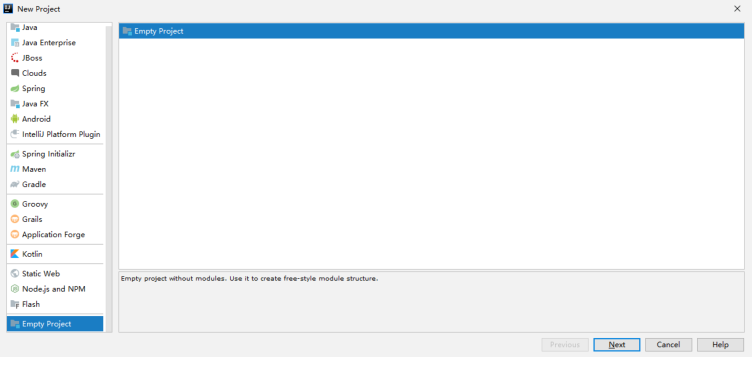 New Project
Java
Java Enterprise
JBoss
Clouds
Spring
Java FX
Android
IntelliJ Platform Plugin
Spring Initializr
Maven
Gradle
Groovy
Grails
Application Forge
Kotlin
Static Web
Node.js and NPM
Flash
Empty Project
Empty Project
Empty project without modules. Use it to create free-style module structure.
Previous
Next
Cancel
Help